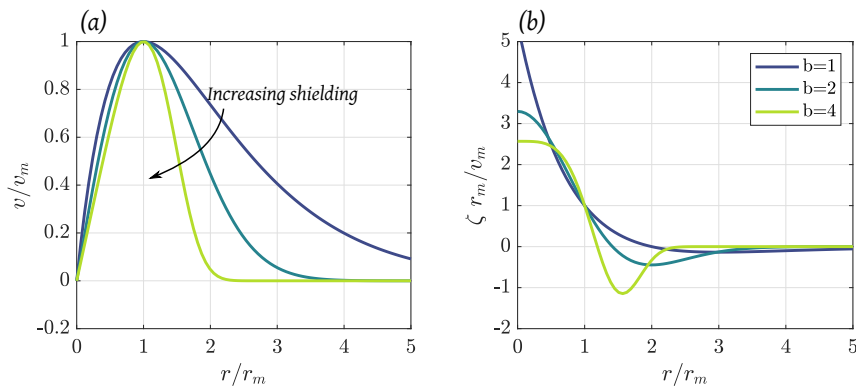 (a)
1
0.8
0.6
0.4
0.2
0
-0.2
v/v_m
Increasing shielding
0 1 2 3 4 5
r/r_m
(b)
5
4
3
2
1
0
-1
-2
ζ r_m/v_m
b=1
b=2
b=4
0 1 2 3 4 5
r/r_m